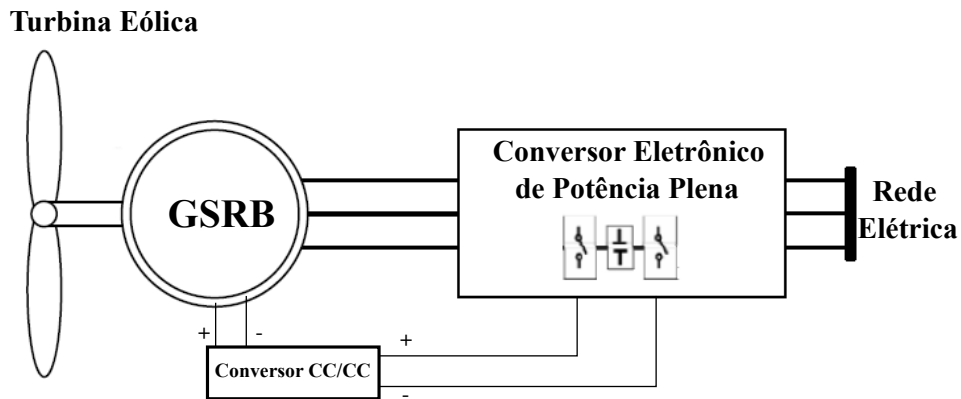 Turbina Eólica
GSRB
Conversor Eletrônico
de Potência Plena
Rede
Elétrica
+ -
Conversor CC/CC
+
-